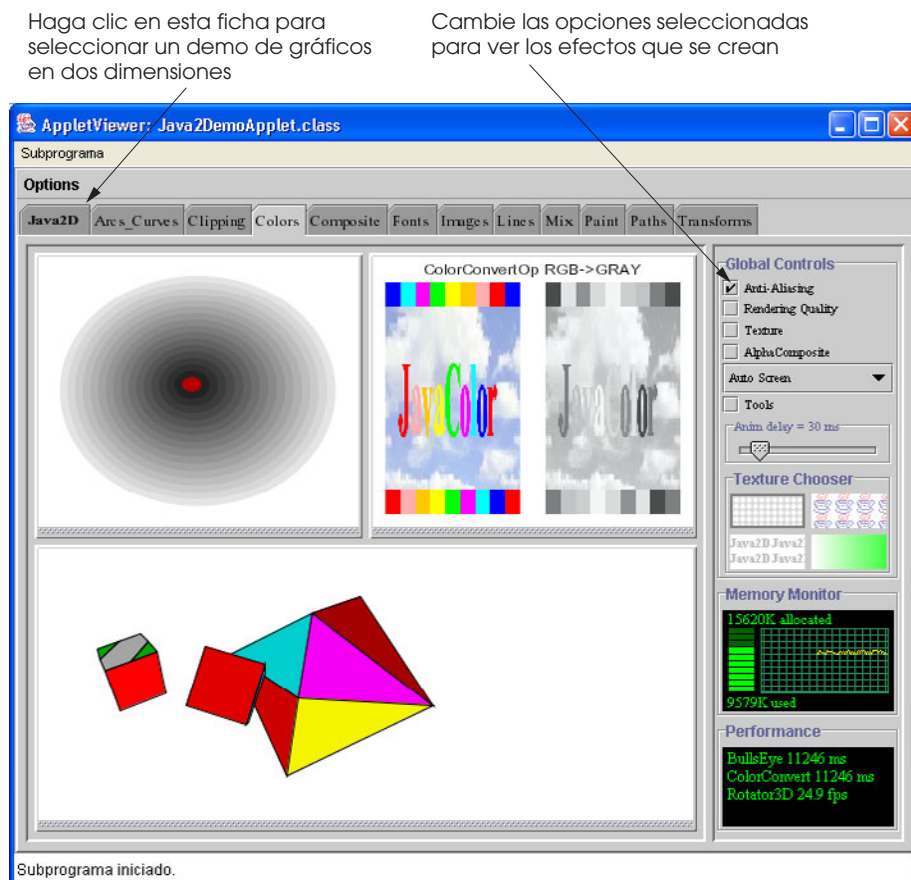 Haga clic en esta ficha para
seleccionar un demo de gráficos
en dos dimensiones
Cambie las opciones seleccionadas
para ver los efectos que se crean
AppletViewer: Java2DemoApplet.class
Subprograma
Options
Java2D Arcs_Curves Clipping Colors Composite Fonts Images Lines Mix Paint Paths Transforms
ColorConvertOp RGB->GRAY
JavaColor JavaColor
Global Controls
Anti-Aliasing
Rendering Quality
Texture
AlphaComposite
Auto Screen
Tools
Anim delay = 30 ms
Texture Chooser
Java2D Java2
Java2D Java2
Memory Monitor
15620K allocated
9579K used
Performance
BullsEye 11246 ms
ColorConvert 11246 ms
Rotator3D 24.9 fps
Subprograma iniciado.